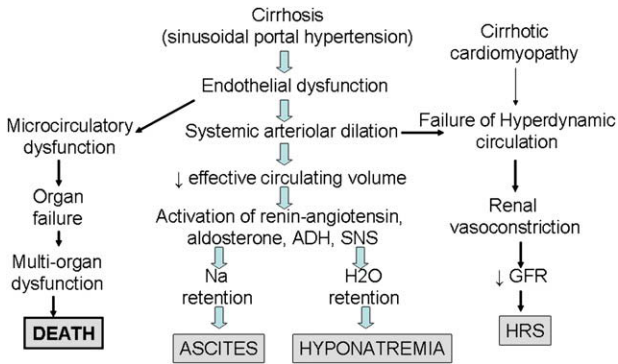 Cirrhosis
(sinusoidal portal hypertension)
Cirrhotic
cardiomyopathy
Endothelial dysfunction
Microcirculatory
dysfunction
Systemic arteriolar dilation
Failure of Hyperdynamic
circulation
↓ effective circulating volume
Organ
failure
Activation of renin-angiotensin,
aldosterone, ADH, SNS
Renal
vasoconstriction
Multi-organ
dysfunction
Na
retention
H2O
retention
↓ GFR
DEATH
ASCITES
HYPONATREMIA
HRS